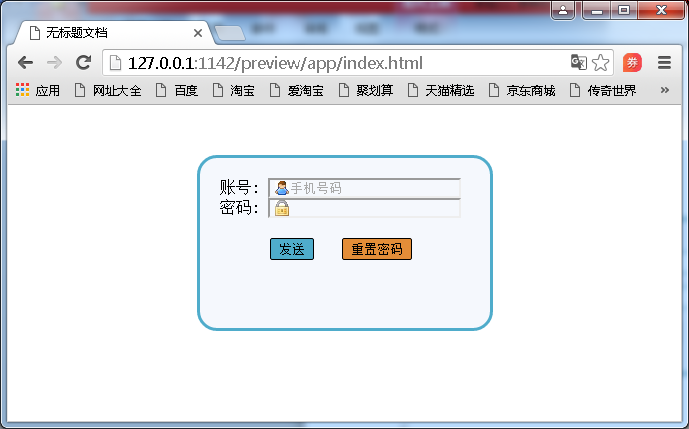 无标题文档
127.0.0.1:1142/preview/app/index.html
券
应用 网址大全 百度 淘宝 爱淘宝 聚划算 天猫精选 京东商城 传奇世界 »
账号: 手机号码
密码:
发送 重置密码